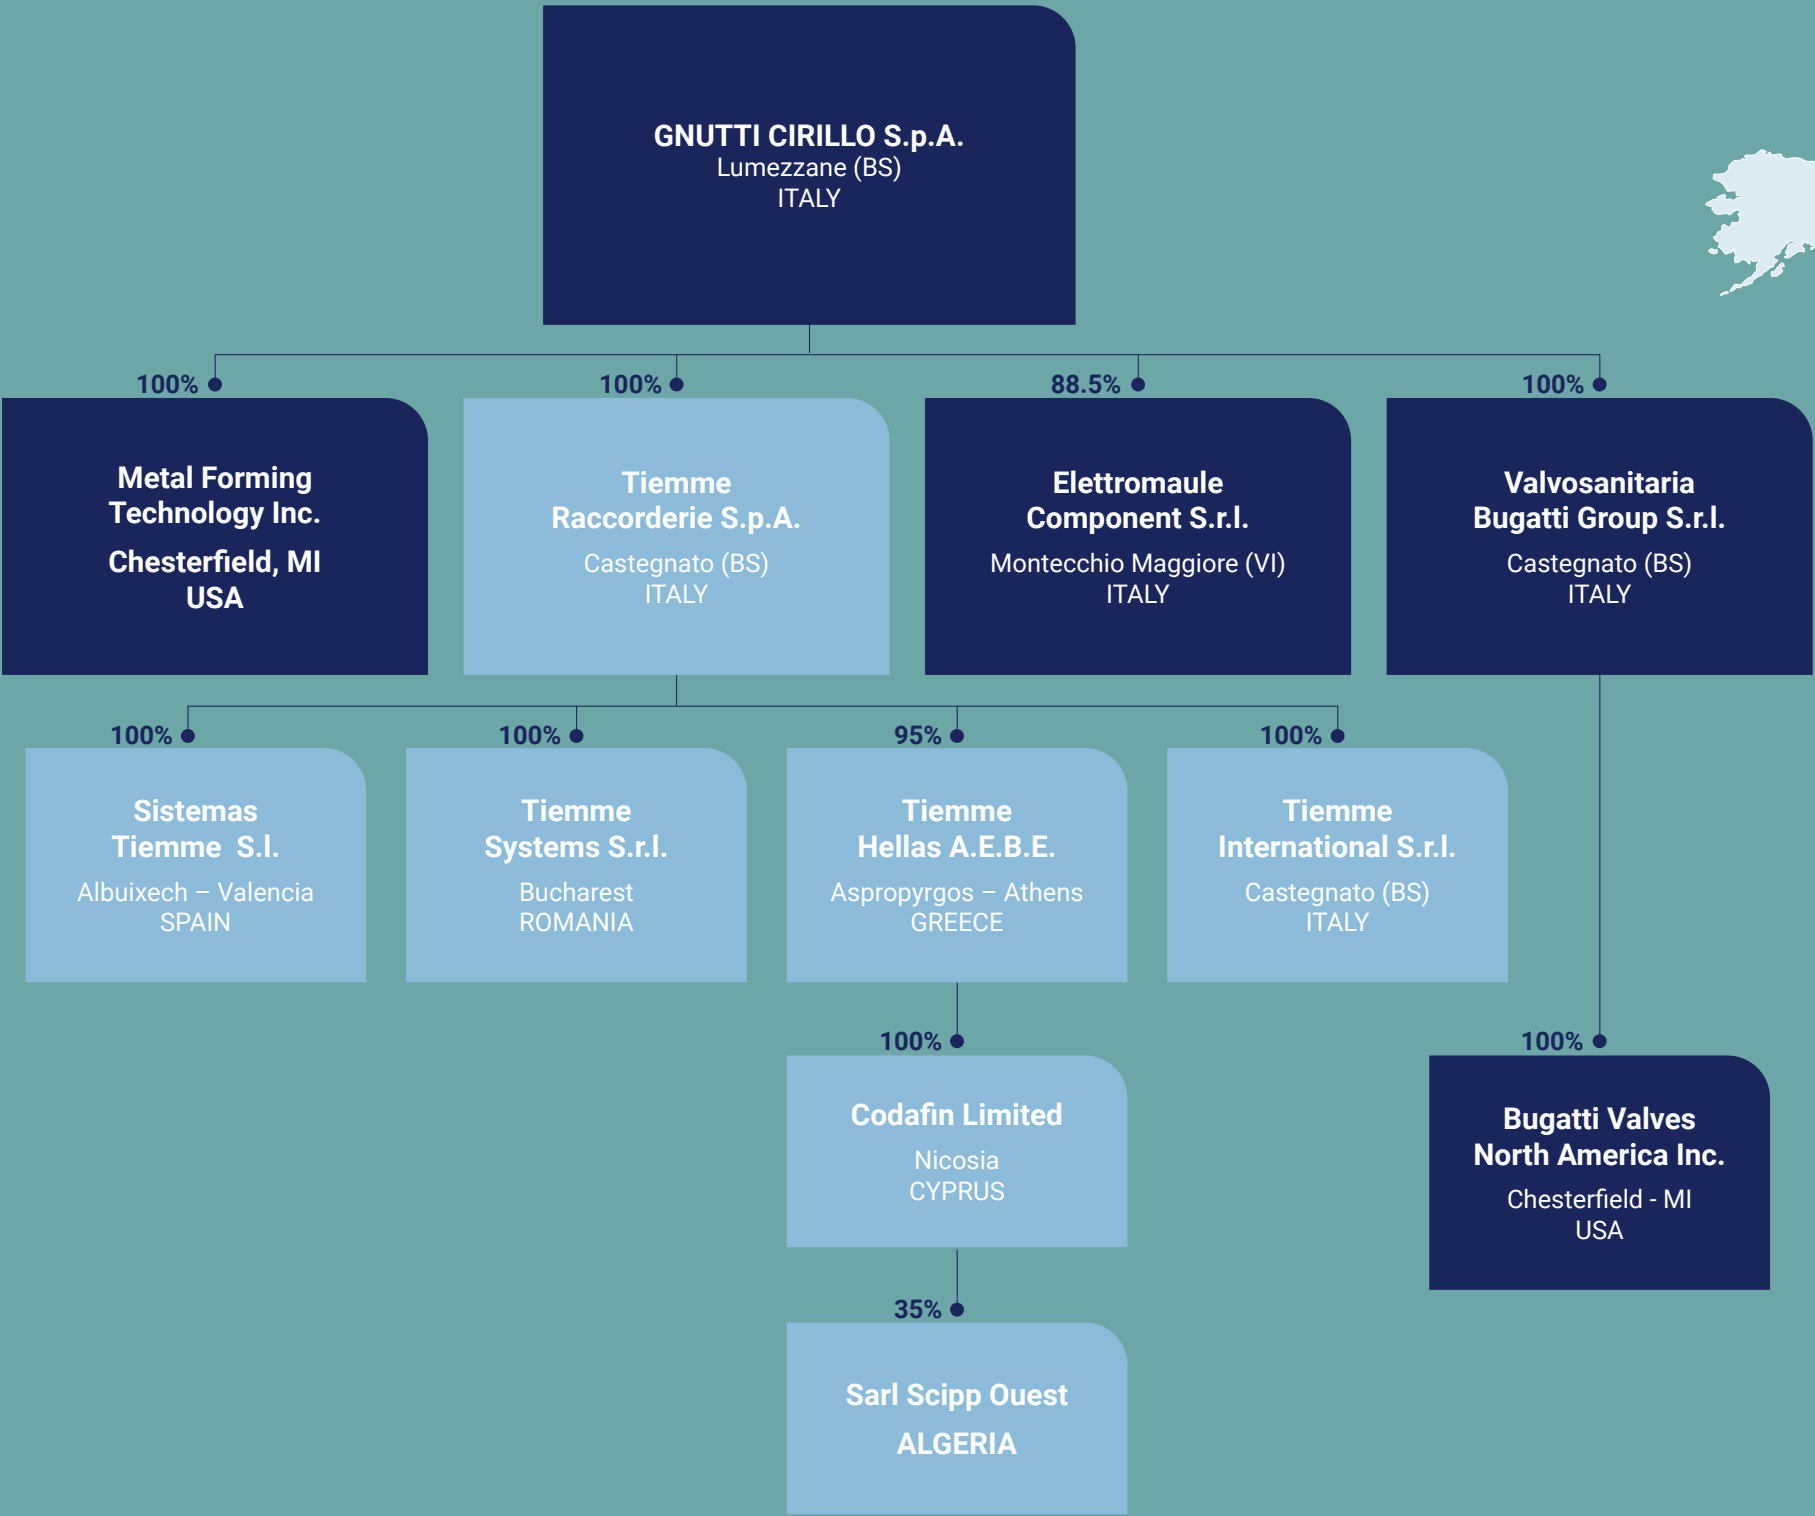 GNUTTI CIRILLO S.p.A.
Lumezzane (BS)
ITALY
100%
Metal Forming
Technology Inc.
Chesterfield, MI
USA
100%
Tiemme
Raccorderie S.p.A.
Castegnato (BS)
ITALY
88.5%
Elettromaule
Component S.r.l.
Montecchio Maggiore (VI)
ITALY
100%
Valvosanitaria
Bugatti Group S.r.l.
Castegnato (BS)
ITALY
100%
Sistemas
Tiemme  S.l.
Albuixech – Valencia
SPAIN
100%
Tiemme
Systems S.r.l.
Bucharest
ROMANIA
95%
Tiemme
Hellas A.E.B.E.
Aspropyrgos – Athens
GREECE
100%
Tiemme
International S.r.l.
Castegnato (BS)
ITALY
100%
Codafin Limited
Nicosia
CYPRUS
100%
Bugatti Valves
North America Inc.
Chesterfield - MI
USA
35%
Sarl Scipp Ouest
ALGERIA